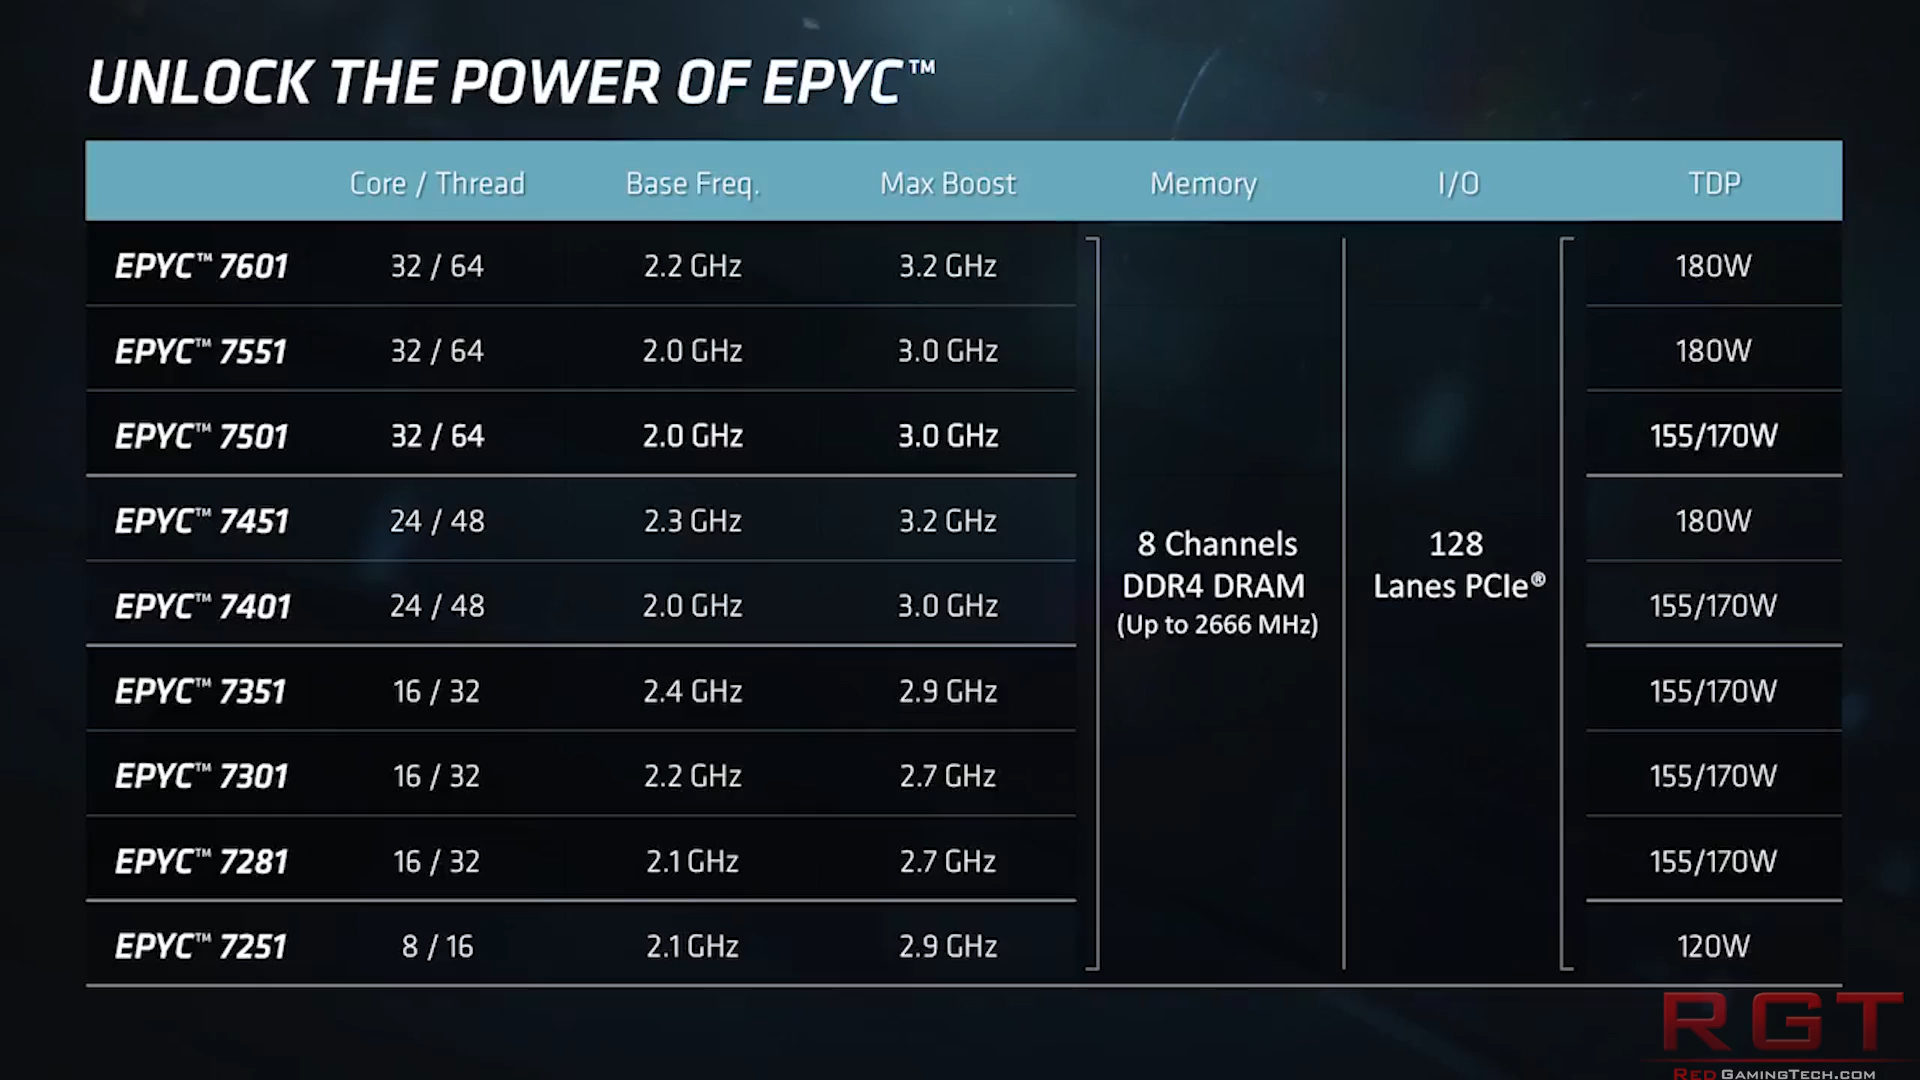 UNLOCK THE POWER OF EPYC™
Core / Thread Base Freq. Max Boost Memory I/O TDP
EPYC™ 7601 32 / 64 2.2 GHz 3.2 GHz 180W
EPYC™ 7551 32 / 64 2.0 GHz 3.0 GHz 180W
EPYC™ 7501 32 / 64 2.0 GHz 3.0 GHz 155/170W
EPYC™ 7451 24 / 48 2.3 GHz 3.2 GHz 180W
8 Channels 128
DDR4 DRAM Lanes PCIe®
(Up to 2666 MHz)
EPYC™ 7401 24 / 48 2.0 GHz 3.0 GHz 155/170W
EPYC™ 7351 16 / 32 2.4 GHz 2.9 GHz 155/170W
EPYC™ 7301 16 / 32 2.2 GHz 2.7 GHz 155/170W
EPYC™ 7281 16 / 32 2.1 GHz 2.7 GHz 155/170W
EPYC™ 7251 8 / 16 2.1 GHz 2.9 GHz 120W
RGT
REDGAMINGTECH.COM